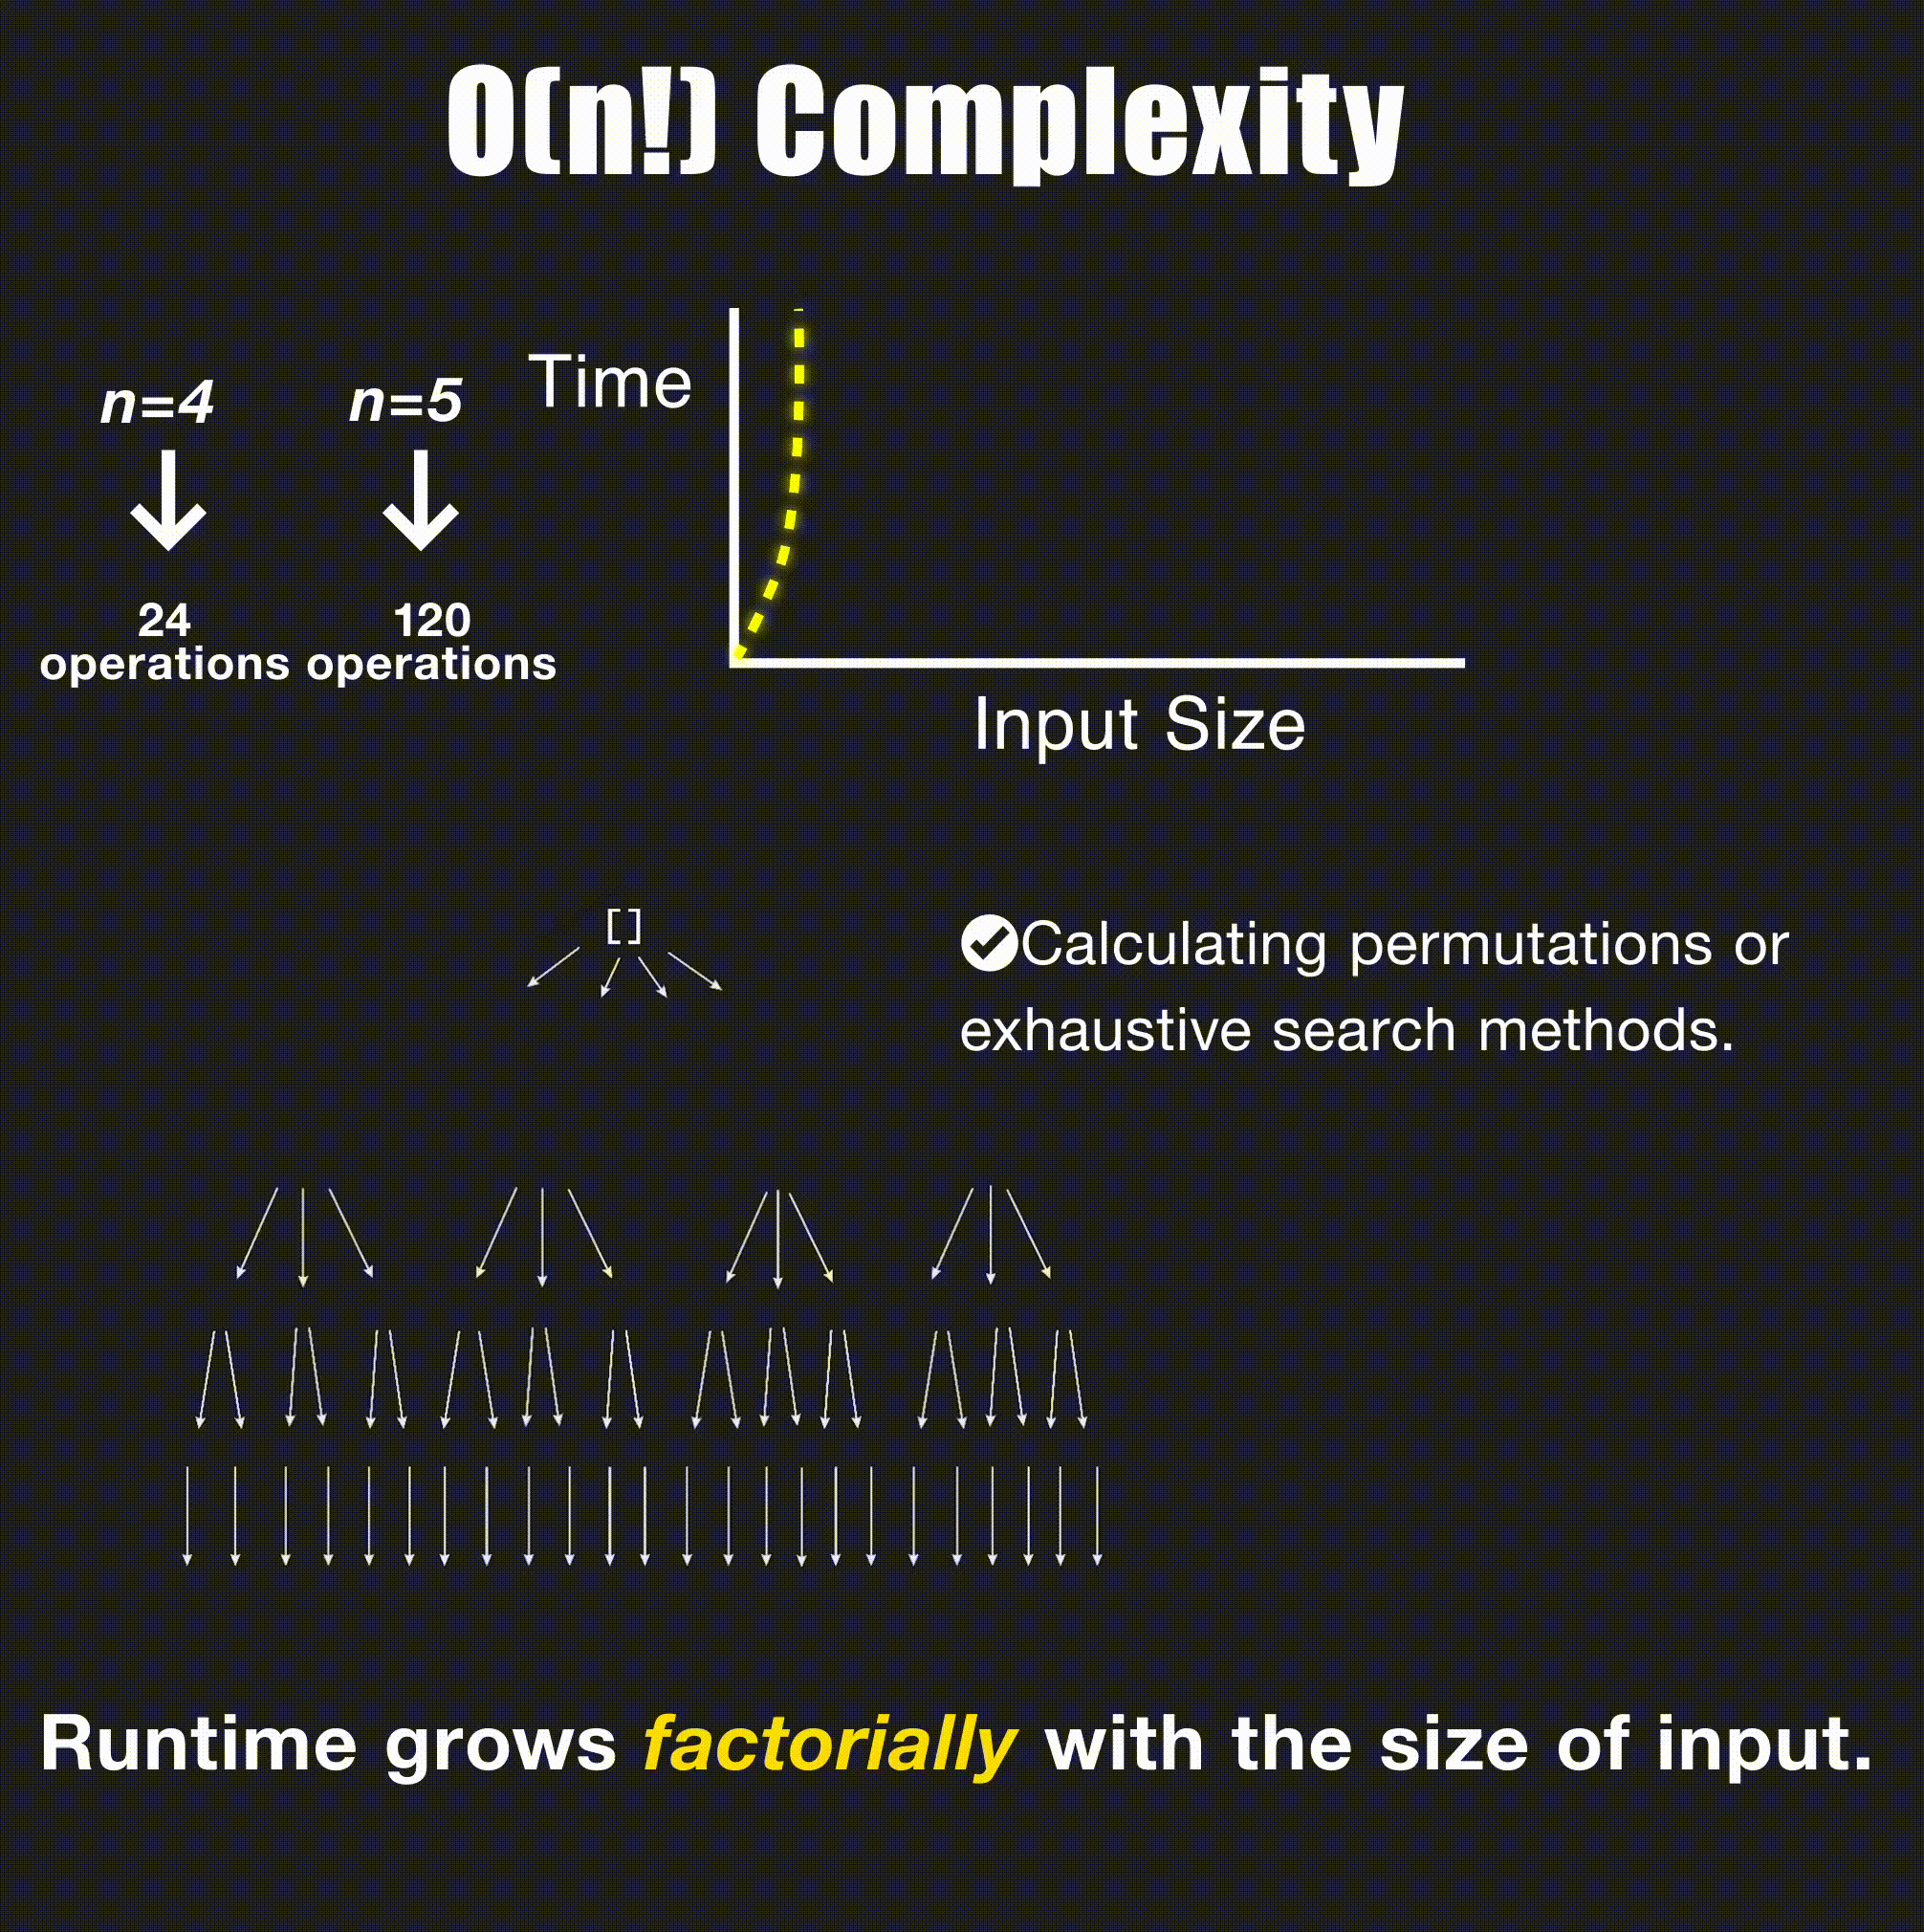 O(n!) Complexity
n=4
n=5
24
operations
120
operations
Time
Input Size
[]
Calculating permutations or
exhaustive search methods.
Runtime grows factorially with the size of input.